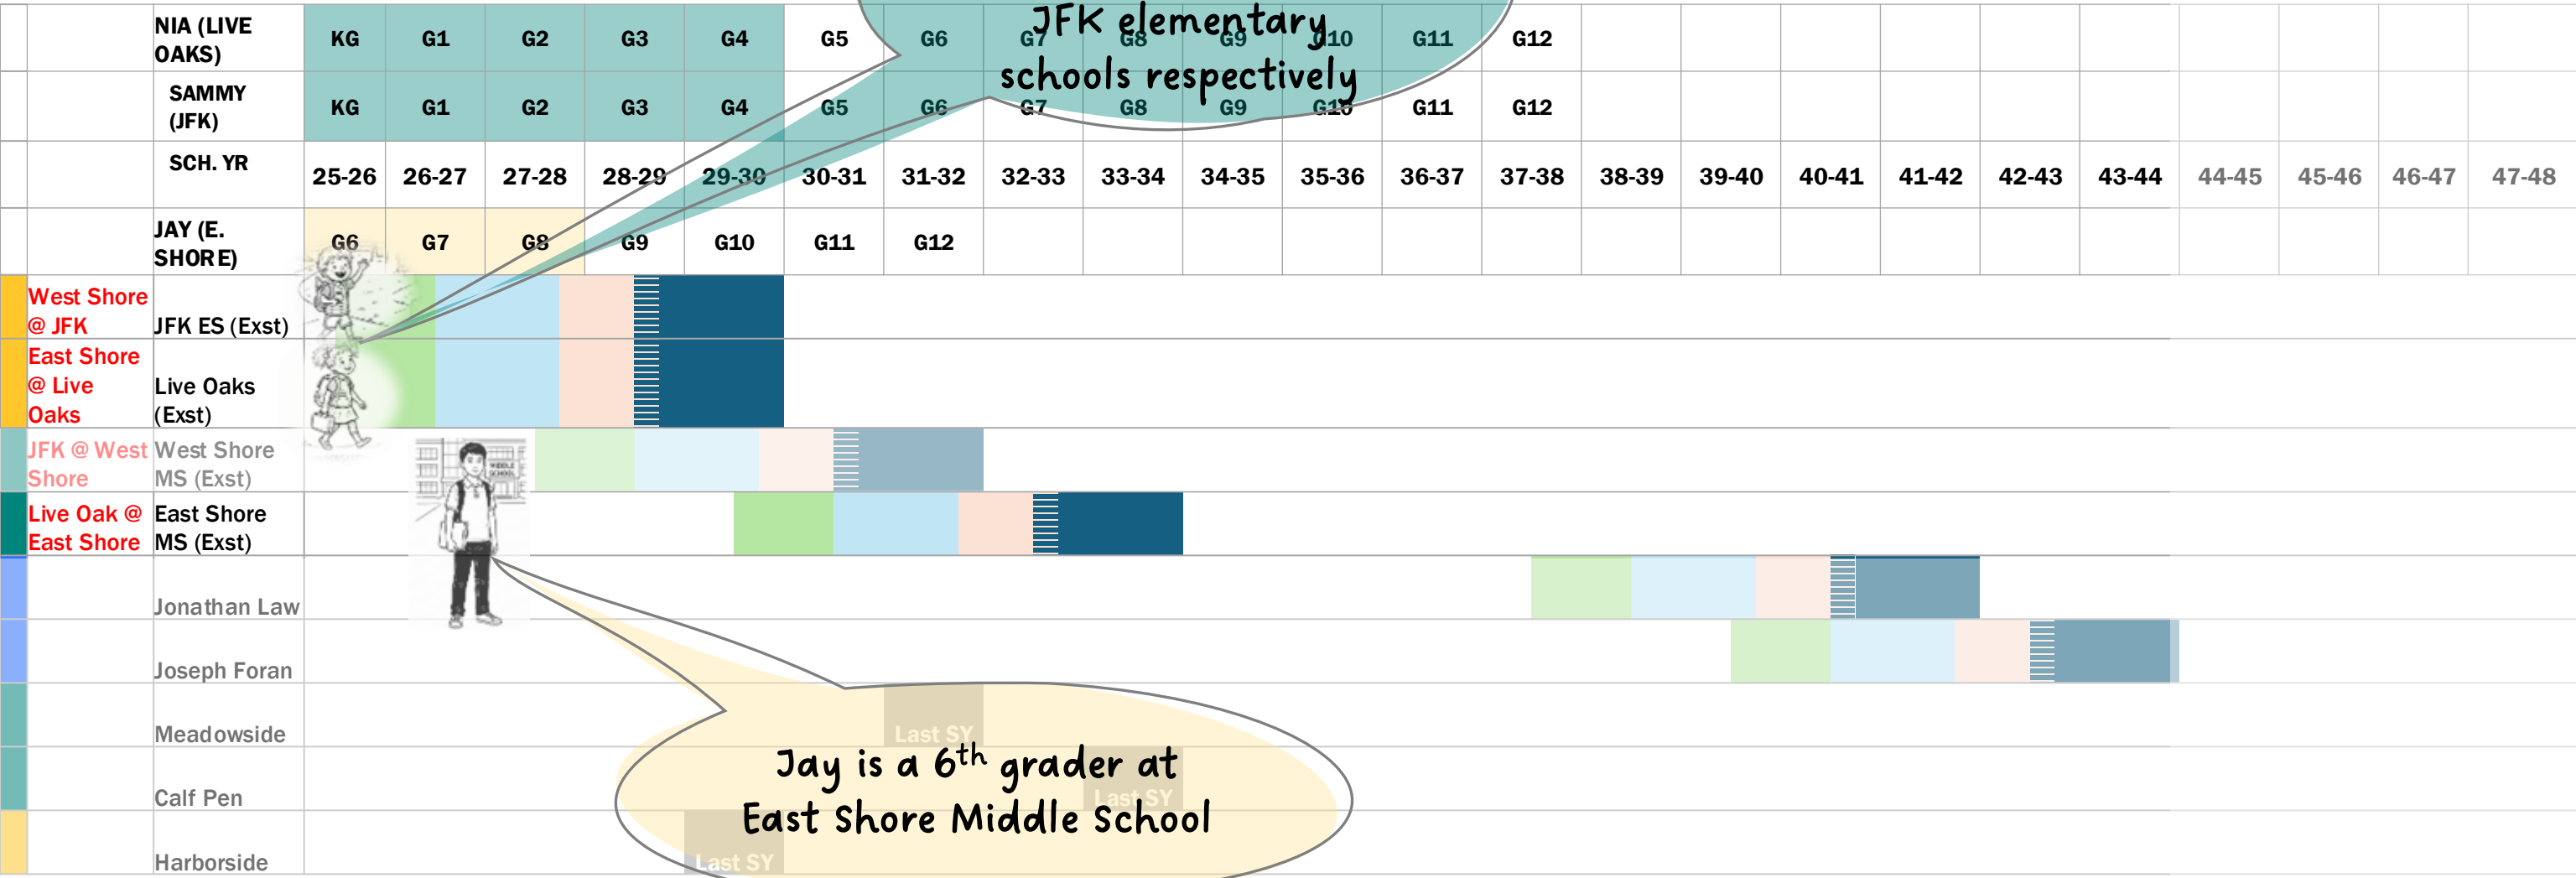 JFK elementary
schools respectively
NIA (LIVE
OAKS)
KG G1 G2 G3 G4 G5 G6 G7 G8 G9 G10 G11 G12
SAMMY
(JFK)
KG G1 G2 G3 G4 G5 G6 G7 G8 G9 G10 G11 G12
SCH. YR
25-26 26-27 27-28 28-29 29-30 30-31 31-32 32-33 33-34 34-35 35-36 36-37 37-38 38-39 39-40 40-41 41-42 42-43 43-44 44-45 45-46 46-47 47-48
JAY (E.
SHORE)
G6 G7 G8 G9 G10 G11 G12
West Shore
@ JFK
JFK ES (Exst)
East Shore
@ Live
Oaks
Live Oaks
(Exst)
JFK @ West
Shore
West Shore
MS (Exst)
MIDDLE
SCHOOL
Live Oak @
East Shore
East Shore
MS (Exst)
Jonathan Law
Joseph Foran
Meadowside
Last SY
Calf Pen
Last SY
Harborside
Last SY
Jay is a 6th grader at
East Shore Middle School